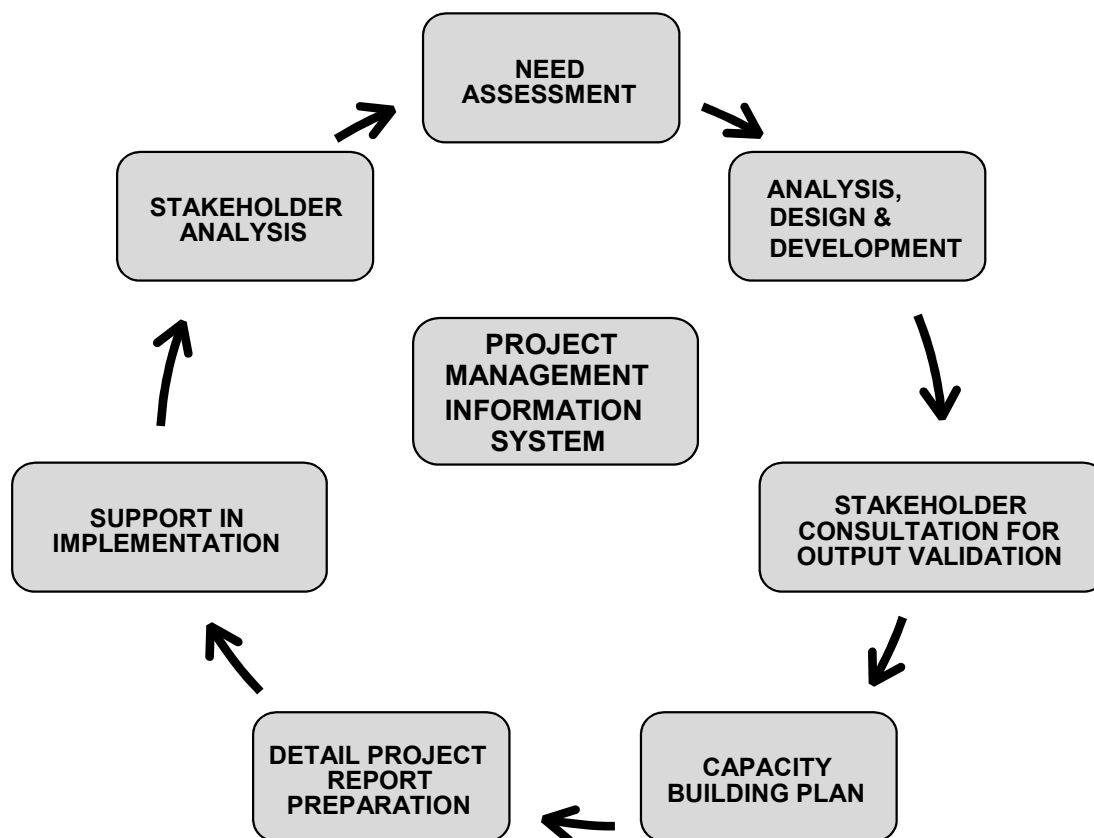 NEED
ASSESSMENT
ANALYSIS,
DESIGN &
DEVELOPMENT
STAKEHOLDER
ANALYSIS
PROJECT
MANAGEMENT
INFORMATION
SYSTEM
STAKEHOLDER
CONSULTATION FOR
OUTPUT VALIDATION
SUPPORT IN
IMPLEMENTATION
CAPACITY
BUILDING PLAN
DETAIL PROJECT
REPORT
PREPARATION